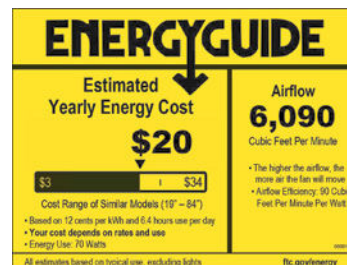 ENERGYGUIDE
Estimated
Yearly Energy Cost
$20
$3
$34
Cost Range of Similar Models (19" – 84")
• Based on 12 cents per kWh and 6.4 hours use per day
• Your cost depends on rates and use
• Energy Use: 70 Watts
All estimates based on typical use, excluding lights
Airflow
6,090
Cubic Feet Per Minute
• The higher the airflow, the
more air the fan will move
• Airflow Efficiency: 90 Cubi
Feet Per Minute Per Watt
ftc.gov/energy